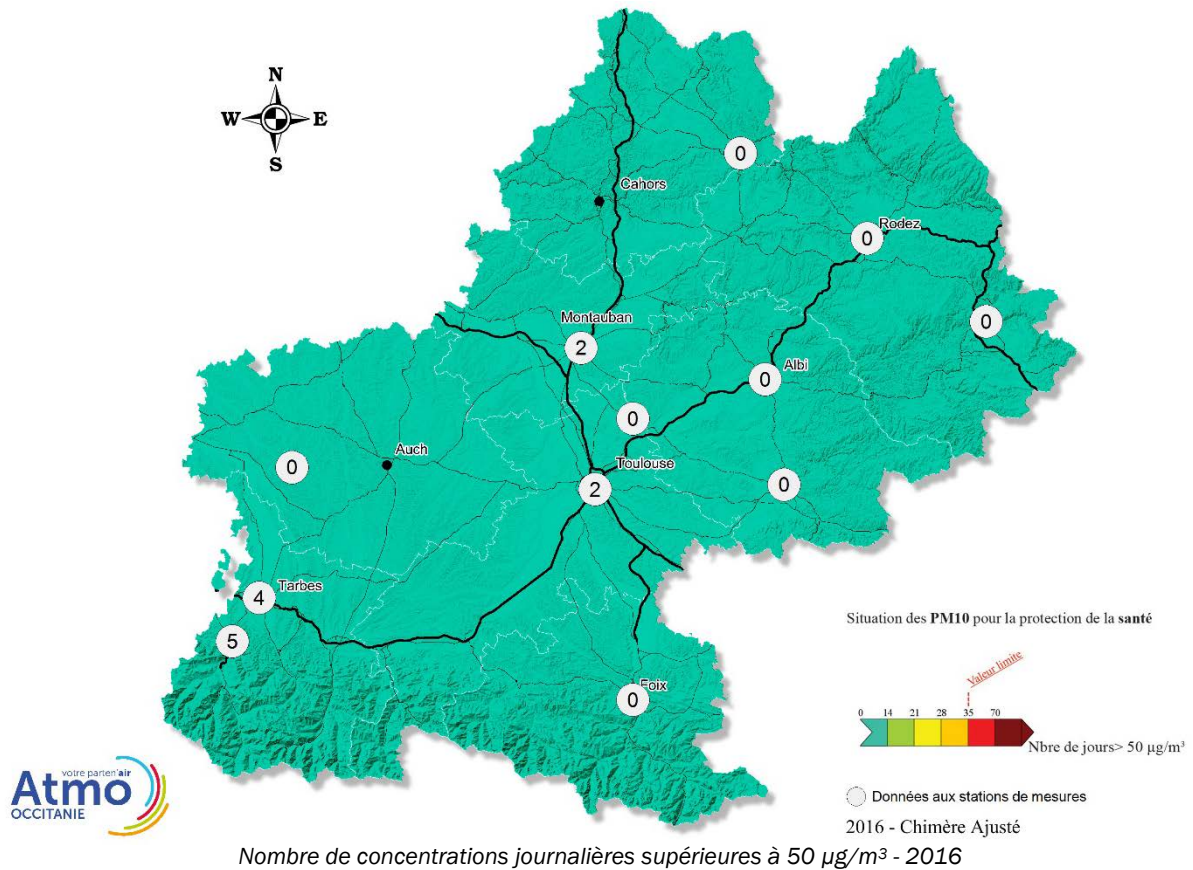 N
W E
S
0
Cahors
Rodez
0
0
Montauban
2
Albi
0
0
Auch
0
Toulouse
2
0
Tarbes
4
5
Foix
0
Situation des PM10 pour la protection de la santé
Valeur limite
0 14 21 28 35 70
Nbre de jours> 50 µg/m³
Données aux stations de mesures
2016 - Chimère Ajusté
votre parten'air
Atmo
OCCITANIE
Nombre de concentrations journalières supérieures à 50 µg/m³ - 2016